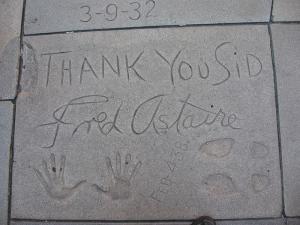 3-9-32
THANK YOU SID
Fred Astaire